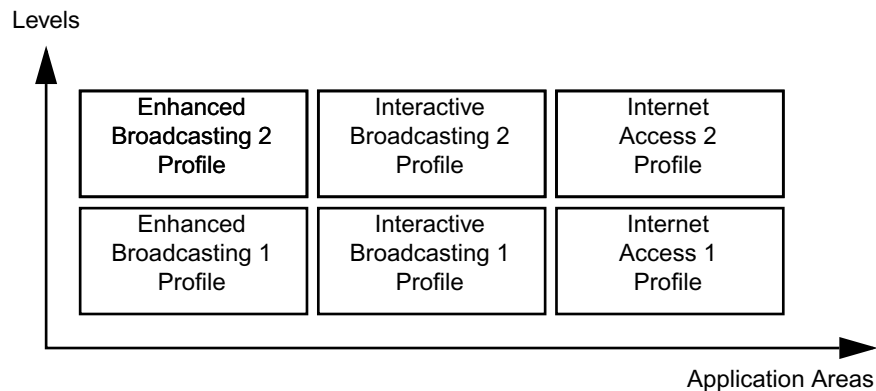 Levels
Enhanced
Broadcasting 2
Profile
Interactive
Broadcasting 2
Profile
Internet
Access 2
Profile
Enhanced
Broadcasting 1
Profile
Interactive
Broadcasting 1
Profile
Internet
Access 1
Profile
Application Areas